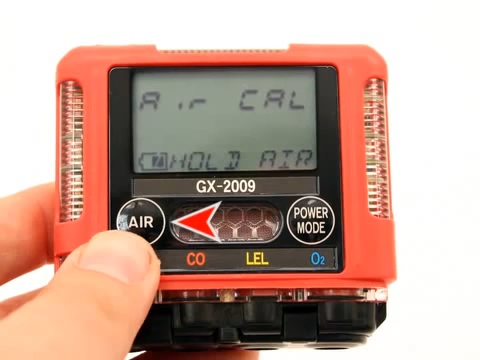 Air CAL
HOLD AIR
GX-2009
AIR
POWER
MODE
CO LEL O₂